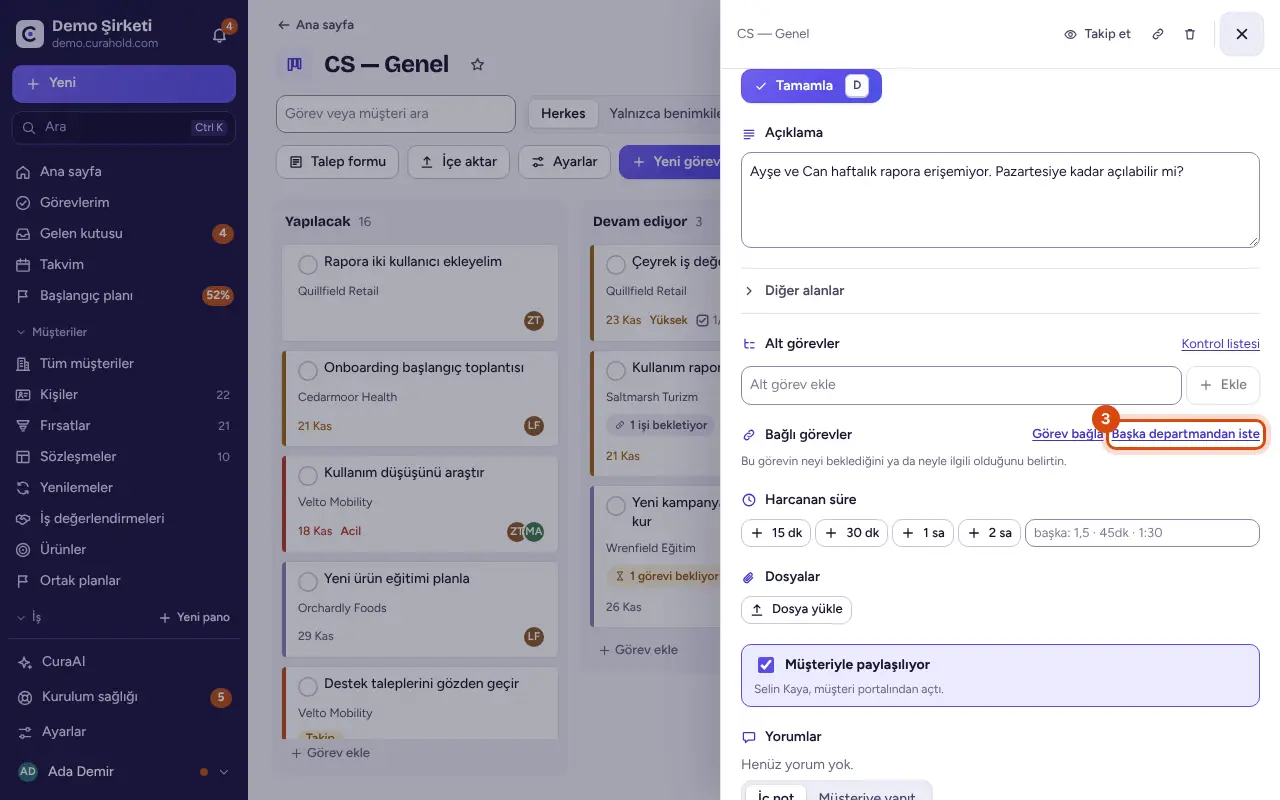 Demo Şirketi
demo.curahold.com
4
Yeni
Ara
Ctrl K
Ana sayfa
Görevlerim
Gelen kutusu
4
Takvim
Başlangıç planı
52%
Müşteriler
Tüm müşteriler
Kişiler
22
Fırsatlar
21
Sözleşmeler
10
Yenilemeler
İş değerlendirmeleri
Ürünler
Ortak planlar
İş
Yeni pano
CuraAI
Kurulum sağlığı
5
Ayarlar
AD
Ada Demir
Ana sayfa
CS — Genel
Görev veya müşteri ara
Herkes
Yalnızca benimkile
Talep formu
İçe aktar
Ayarlar
Yeni görev
Yapılacak 16
Rapora iki kullanıcı ekleyelim
Quillfield Retail
ZT
Onboarding başlangıç toplantısı
Cedarmoor Health
21 Kas
LF
Kullanım düşüşünü araştır
Velto Mobility
18 Kas Acil
ZT
MA
Yeni ürün eğitimi planla
Orchardly Foods
29 Kas
LF
Destek taleplerini gözden geçir
Velto Mobility
Takip
Görev ekle
Devam ediyor 3
Çeyrek iş değe
Quillfield Retail
23 Kas Yüksek 1/
Kullanım rapor
Saltmarsh Turizm
1 işi bekletiyor
21 Kas
Yeni kampanya
kur
Wrenfield Eğitim
1 görevi bekliyor
26 Kas
Görev ekle
CS — Genel
Takip et
Tamamla
D
Açıklama
Ayşe ve Can haftalık rapora erişemiyor. Pazartesiye kadar açılabilir mi?
Diğer alanlar
Alt görevler
Kontrol listesi
Alt görev ekle
Ekle
Bağlı görevler
Görev bağla
3
Başka departmandan iste
Bu görevin neyi beklediğini ya da neyle ilgili olduğunu belirtin.
Harcanan süre
15 dk
30 dk
1 sa
2 sa
başka: 1,5 · 45dk · 1:30
Dosyalar
Dosya yükle
Müşteriyle paylaşılıyor
Selin Kaya, müşteri portalından açtı.
Yorumlar
Henüz yorum yok.
İç not
Müşteriye yanıt